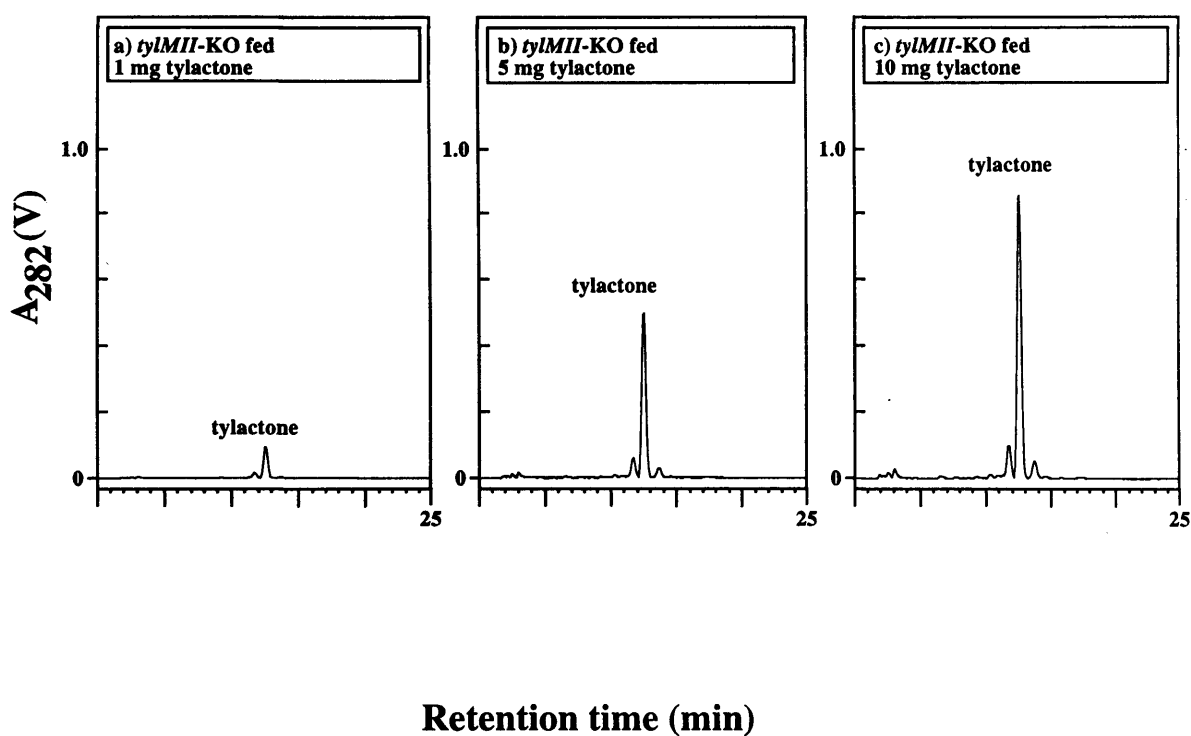 a) tylMII-KO fed
1 mg tylactone
b) tylMII-KO fed
5 mg tylactone
c) tylMII-KO fed
10 mg tylactone
A282(V)
1.0
0
tylactone
25
1.0
0
tylactone
25
1.0
0
tylactone
25
Retention time (min)